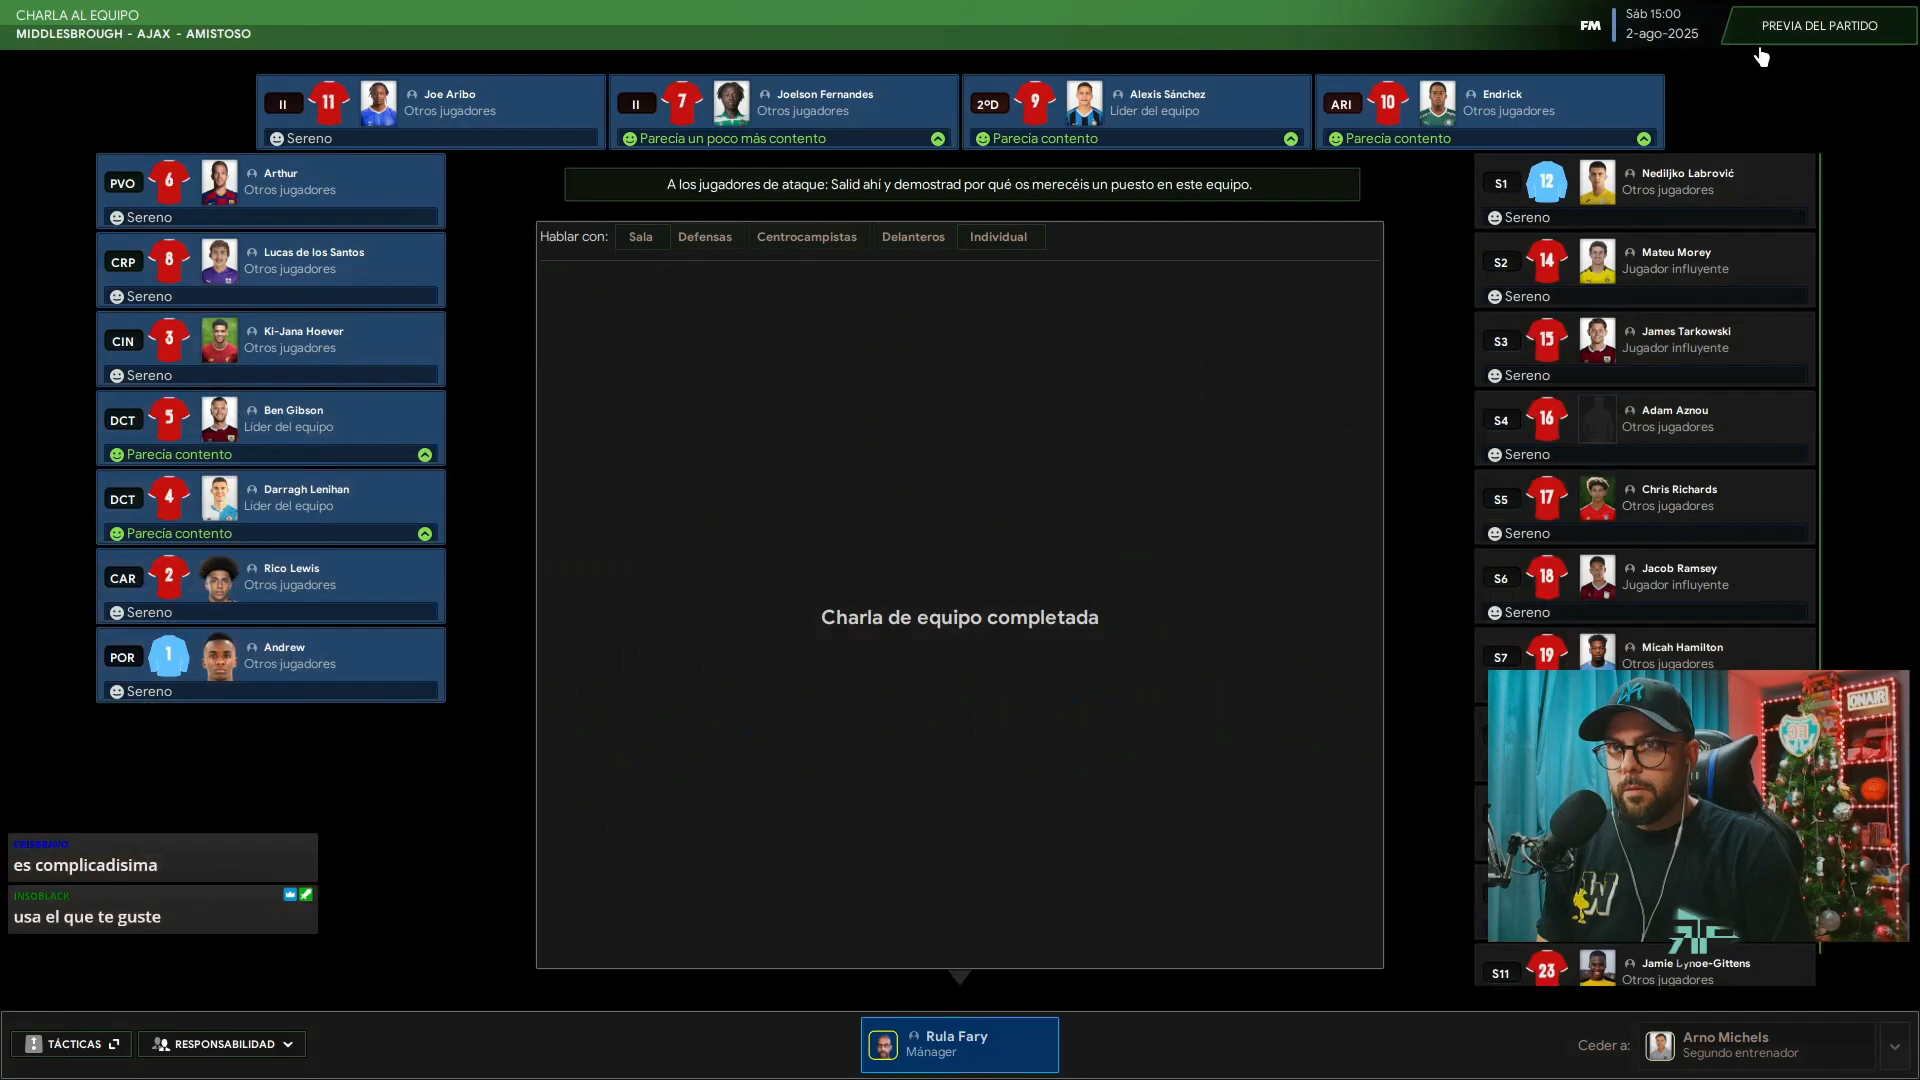 CHARLA AL EQUIPO
MIDDLESBROUGH - AJAX - AMISTOSO
FM
Sáb 15:00
2-ago-2025
PREVIA DEL PARTIDO
II
11
Joe Aribo
Otros jugadores
Sereno
II
7
Joelson Fernandes
Otros jugadores
Parecía un poco más contento
2ºD
9
Alexis Sánchez
Líder del equipo
Parecía contento
ARI
10
Endrick
Otros jugadores
Parecía contento
PVO
6
Arthur
Otros jugadores
Sereno
CRP
8
Lucas de los Santos
Otros jugadores
Sereno
CIN
3
Ki-Jana Hoever
Otros jugadores
Sereno
DCT
5
Ben Gibson
Líder del equipo
Parecía contento
DCT
4
Darragh Lenihan
Líder del equipo
Parecía contento
CAR
2
Rico Lewis
Otros jugadores
Sereno
POR
1
Andrew
Otros jugadores
Sereno
A los jugadores de ataque: Salid ahí y demostrad por qué os merecéis un puesto en este equipo.
Hablar con: Sala Defensas Centrocampistas Delanteros Individual
Charla de equipo completada
S1
12
Nediljko Labrović
Otros jugadores
Sereno
S2
14
Mateu Morey
Jugador influyente
Sereno
S3
15
James Tarkowski
Jugador influyente
Sereno
S4
16
Adam Aznou
Otros jugadores
Sereno
S5
17
Chris Richards
Otros jugadores
Sereno
S6
18
Jacob Ramsey
Jugador influyente
Sereno
S7
19
Micah Hamilton
Otros jugadores
ON AIR
S11
23
Jamie Bynoe-Gittens
Otros jugadores
CRISBRAVO
es complicadisima
INSOBLACK
usa el que te guste
TÁCTICAS
RESPONSABILIDAD
Rula Fary
Mánager
Ceder a:
Arno Michels
Segundo entrenador